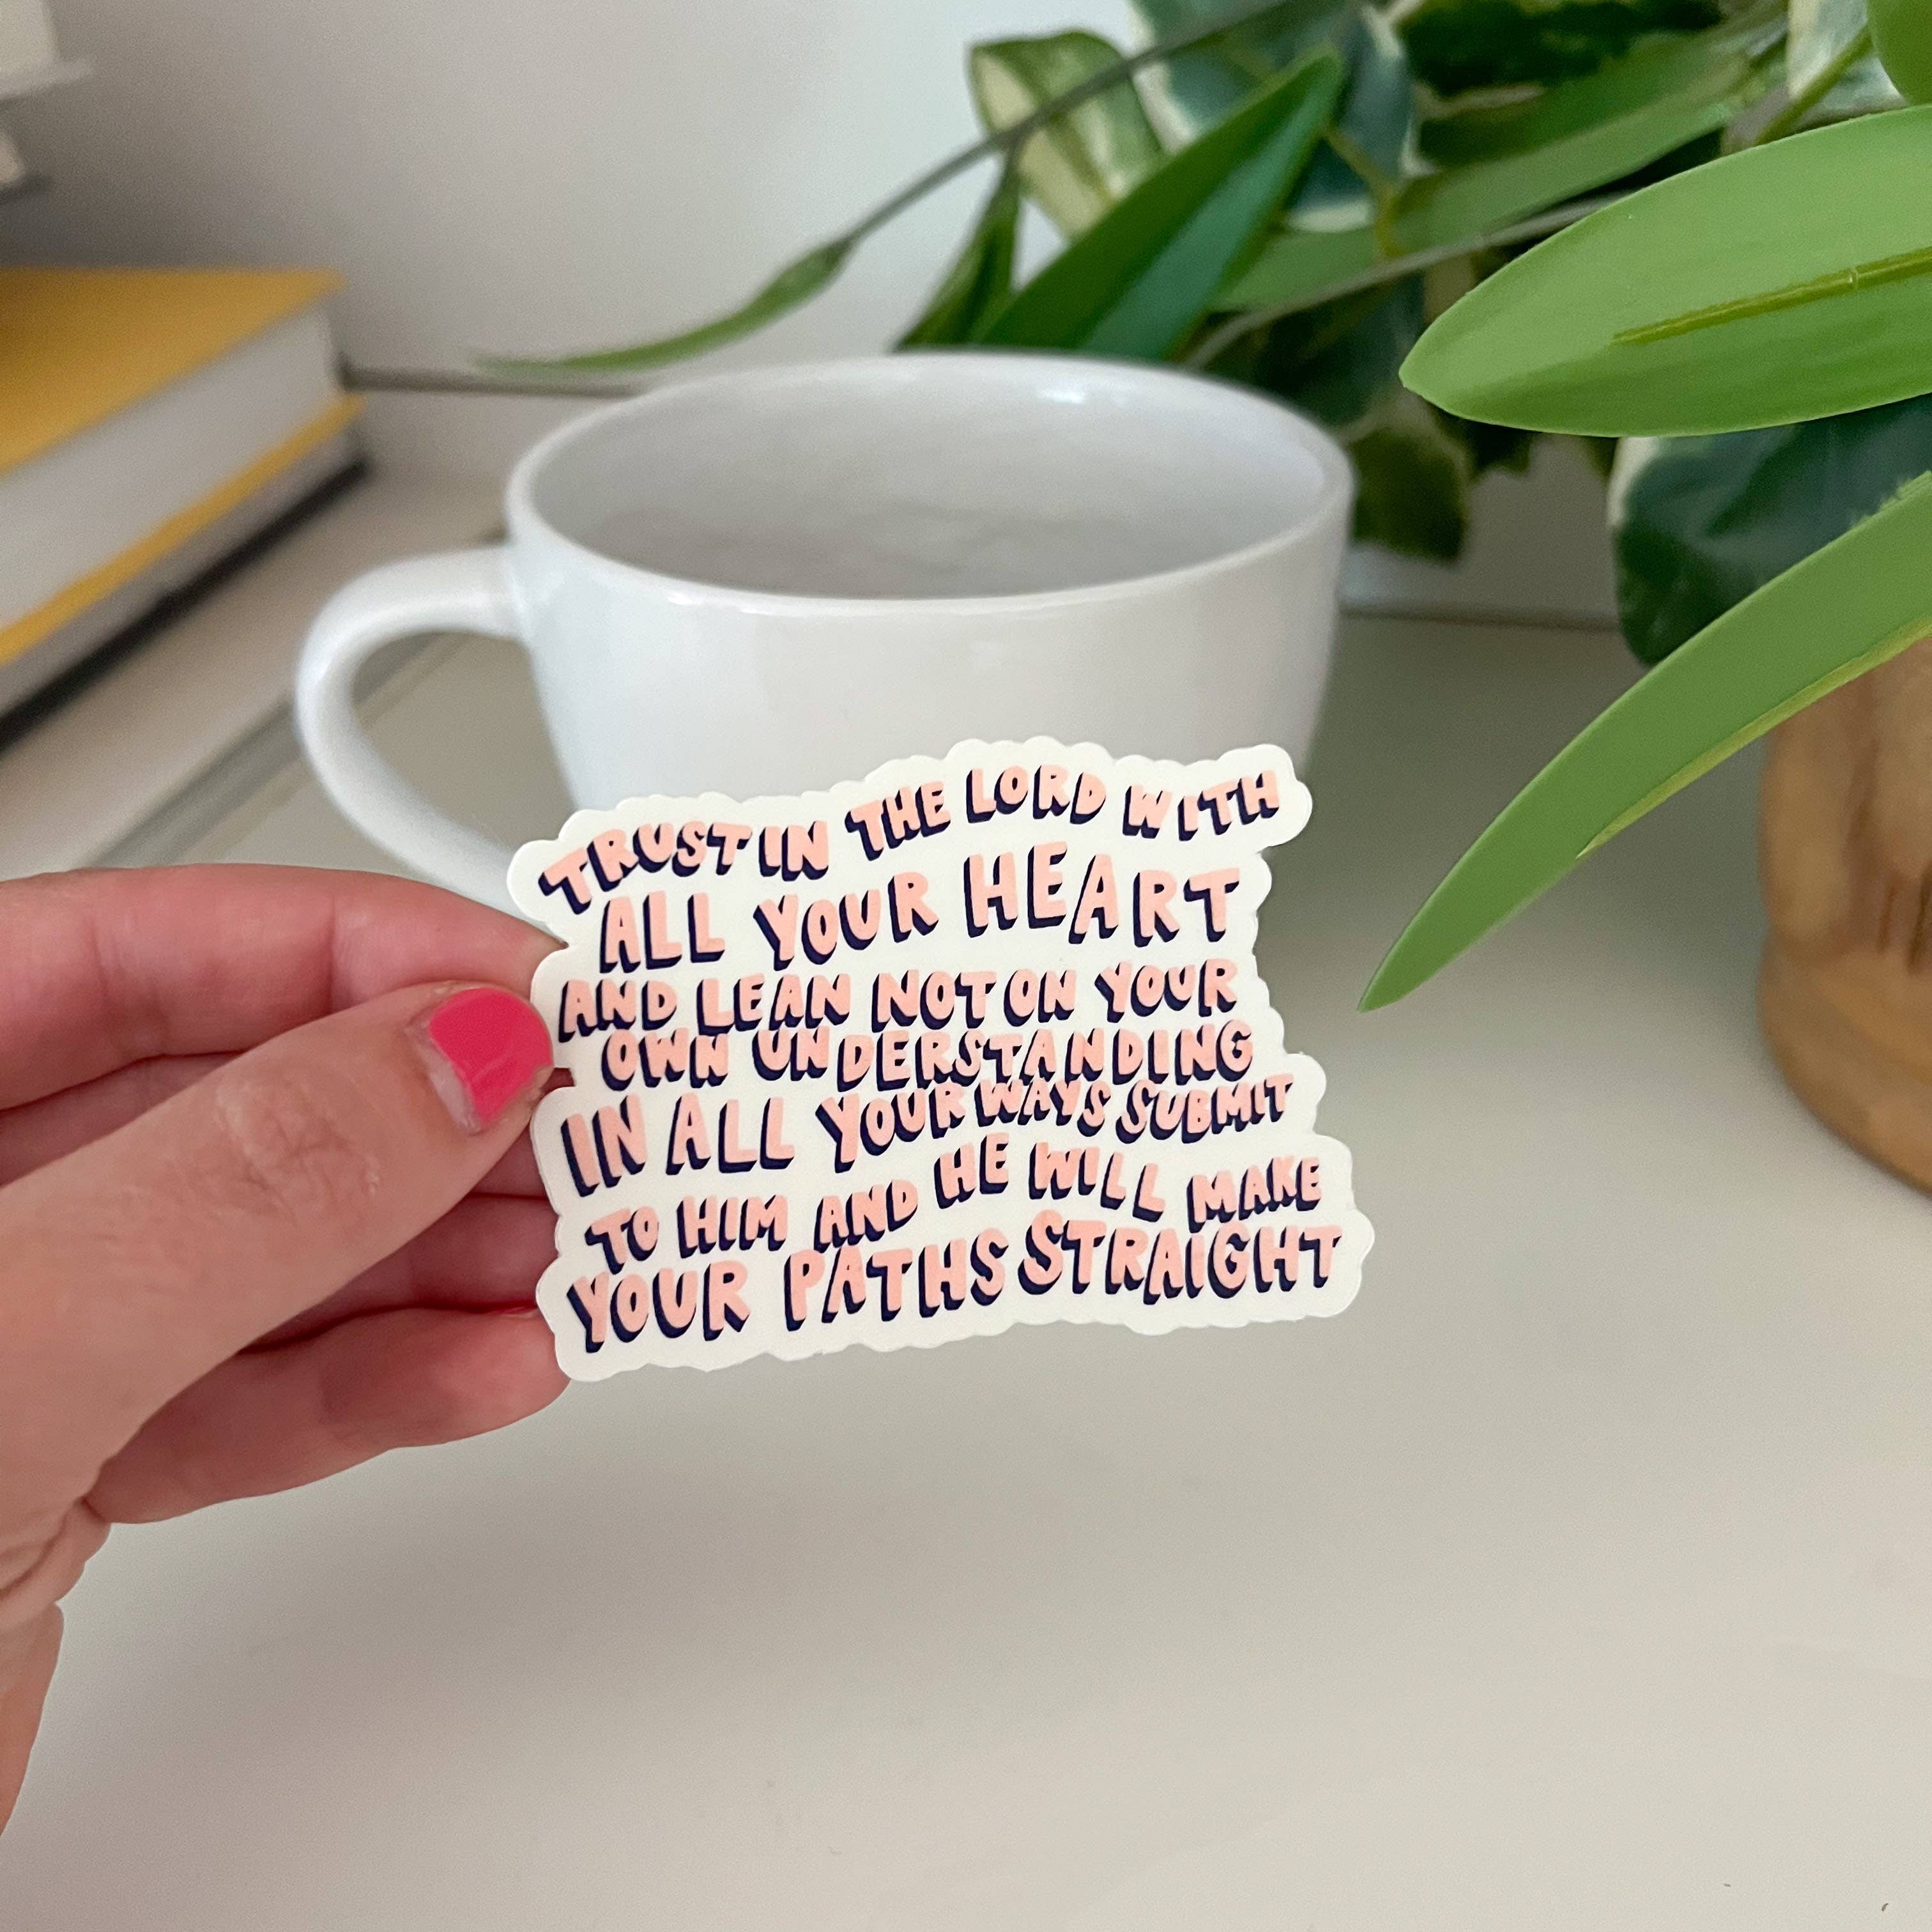 TRUST IN THE LORD WITH
ALL YOUR HEART
AND LEAN NOT ON YOUR
OWN UNDERSTANDING
IN ALL YOUR WAYS SUBMIT
TO HIM AND HE WILL MAKE
YOUR PATHS STRAIGHT